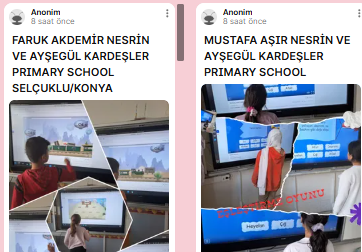 Anonim
8 saat önce
FARUK AKDEMİR NESRİN
VE AYŞEGÜL KARDEŞLER
PRIMARY SCHOOL
SELÇUKLU/KONYA
Anonim
8 saat önce
MUSTAFA AŞIR NESRİN VE
AYŞEGÜL KARDEŞLER
PRIMARY SCHOOL